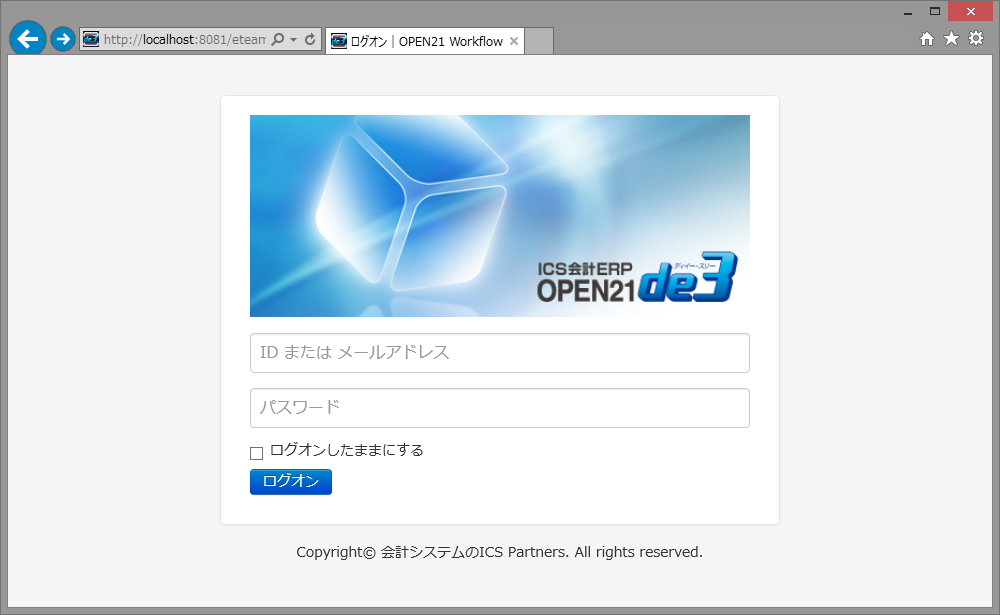 http://localhost:8081/eteam
ログオン | OPEN21 Workflow
ICS会計ERP
ディイー・スリー
OPEN21 de3
ID または メールアドレス
パスワード
ログオンしたままにする
ログオン
Copyright© 会計システムのICS Partners. All rights reserved.